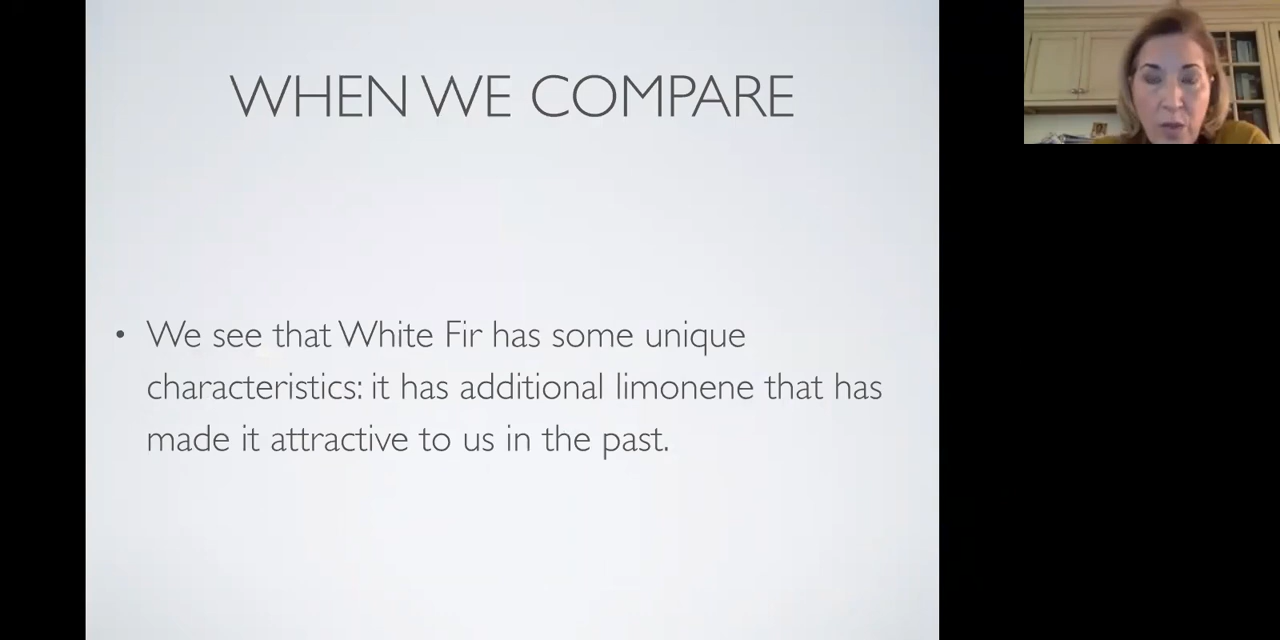 WHEN WE COMPARE
• We see that White Fir has some unique
characteristics: it has additional limonene that has
made it attractive to us in the past.